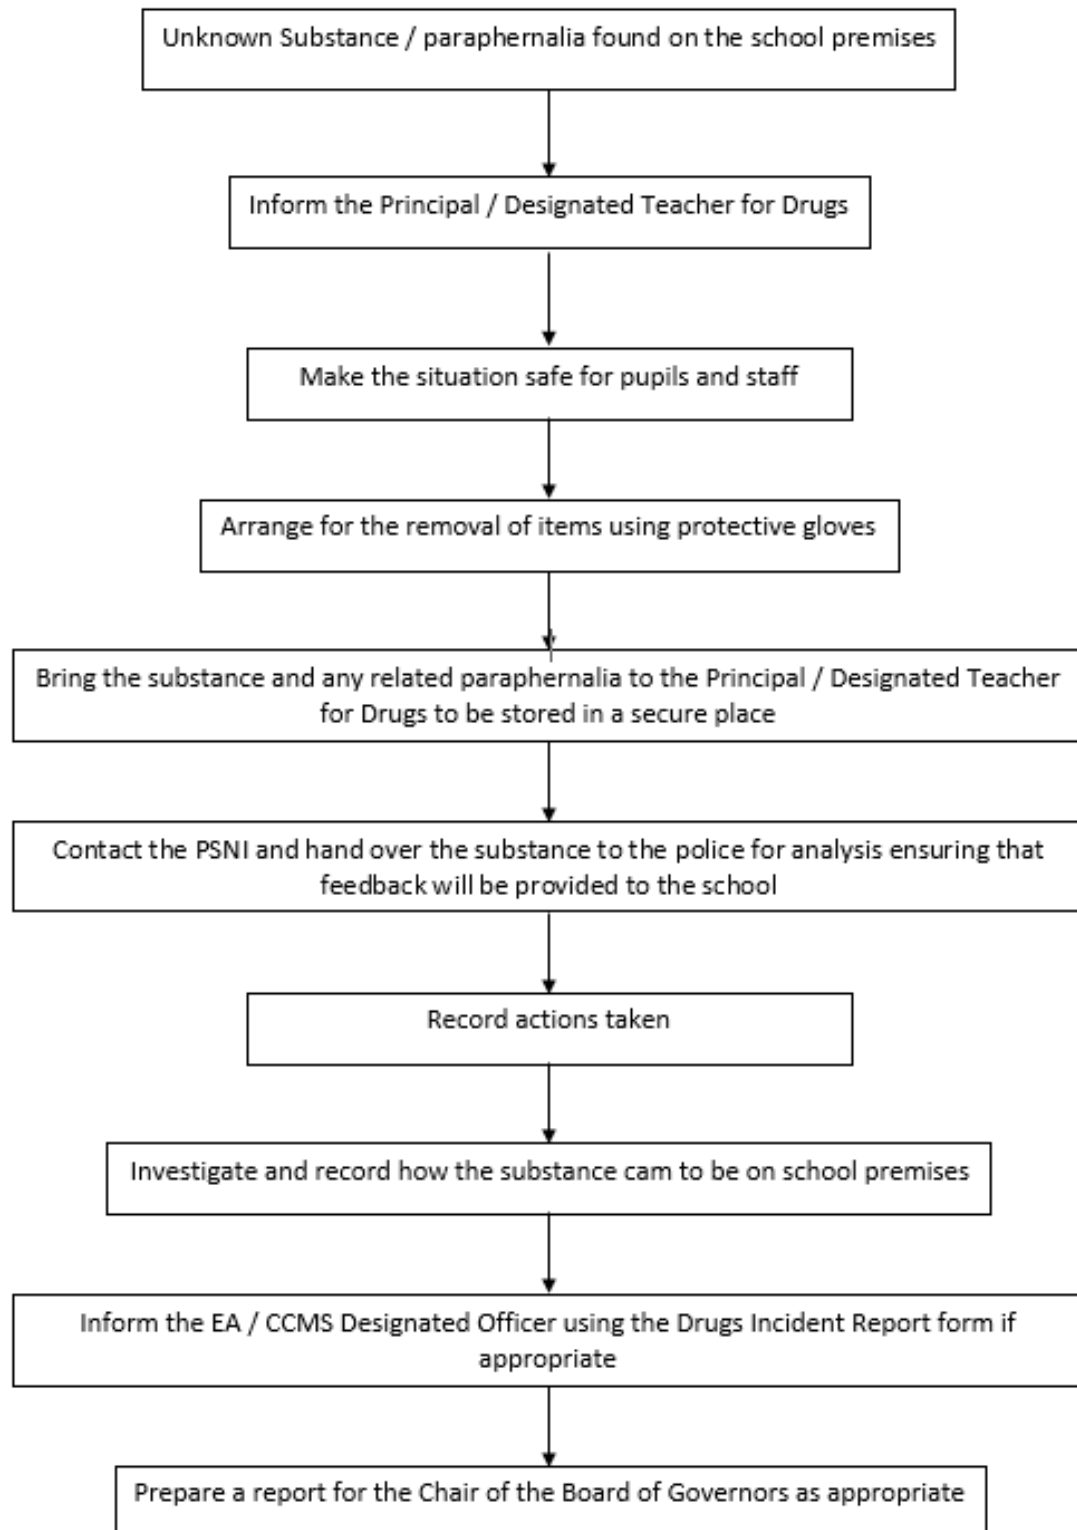 Unknown Substance / paraphernalia found on the school premises
Inform the Principal / Designated Teacher for Drugs
Make the situation safe for pupils and staff
Arrange for the removal of items using protective gloves
Bring the substance and any related paraphernalia to the Principal / Designated Teacher
for Drugs to be stored in a secure place
Contact the PSNI and hand over the substance to the police for analysis ensuring that
feedback will be provided to the school
Record actions taken
Investigate and record how the substance cam to be on school premises
Inform the EA / CCMS Designated Officer using the Drugs Incident Report form if
appropriate
Prepare a report for the Chair of the Board of Governors as appropriate